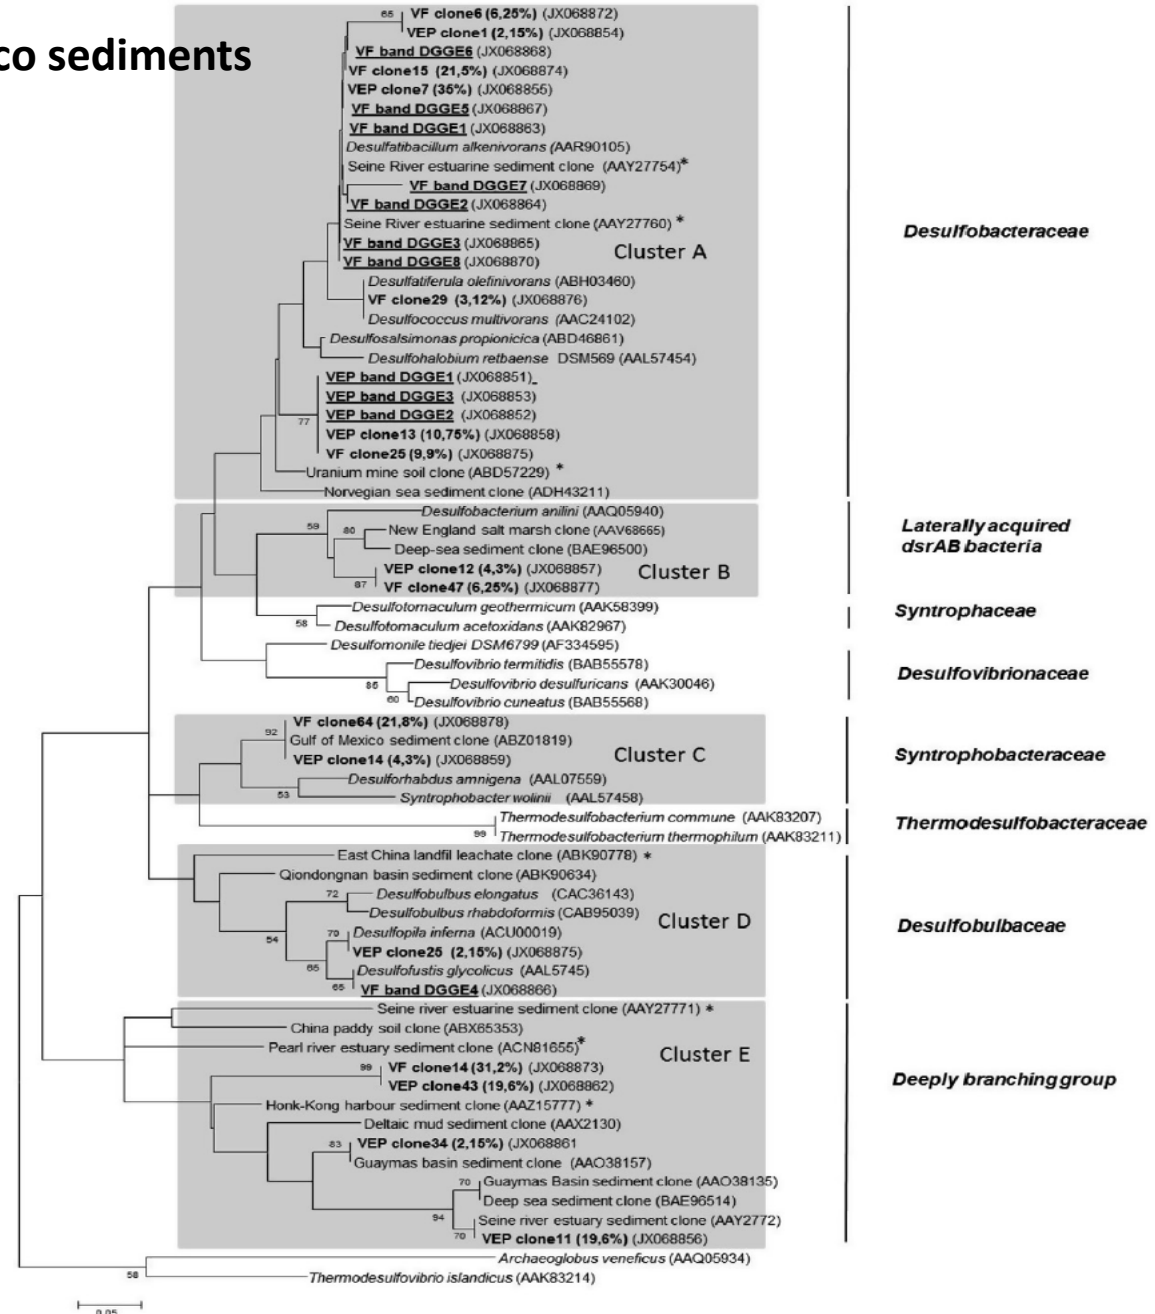 co sediments
65 VF clone6 (6,25%) (JX068872)
VEP clone1 (2,15%) (JX068854)
VF band DGGE6 (JX068868)
VF clone15 (21,5%) (JX068874)
VEP clone7 (35%) (JX068855)
VF band DGGE5 (JX068867)
VF band DGGE1 (JX068863)
Desulfatibacillum alkenivorans (AAR90105)
Seine River estuarine sediment clone (AAY27754)*
VF band DGGE7 (JX068869)
VF band DGGE2 (JX068864)
Seine River estuarine sediment clone (AAY27760) *
Desulfobacteraceae
VF band DGGE3 (JX068865)
Cluster A
VF band DGGE8 (JX068870)
Desulfatiferula olefinivorans (ABH03460)
VF clone29 (3,12%) (JX068876)
Desulfococcus multivorans (AAC24102)
Desulfosalsimonas propionicica (ABD46861)
Desulfohalobium retbaense DSM569 (AAL57454)
VEP band DGGE1 (JX068851)
VEP band DGGE3 (JX068853)
VEP band DGGE2 (JX068852)
77
VEP clone13 (10,75%) (JX068858)
VF clone25 (9,9%) (JX068875)
Uranium mine soil clone (ABD57229) *
Norvegian sea sediment clone (ADH43211)
Desulfobacterium anilini (AAQ05940)
59 80 New England salt marsh clone (AAV68665)
Laterally acquired
dsrAB bacteria
Deep-sea sediment clone (BAE96500)
VEP clone12 (4,3%) (JX068857)
Cluster B
87 VF clone47 (6,25%) (JX068877)
Desulfotomaculum geothermicum (AAK58399)
Syntrophaceae
58 Desulfotomaculum acetoxidans (AAK82967)
Desulfomonile tiedjei DSM6799 (AF334595)
Desulfovibrio termitidis (BAB55578)
Desulfovibrionaceae
86 Desulfovibrio desulfuricans (AAK30046)
60 Desulfovibrio cuneatus (BAB55568)
VF clone64 (21,8%) (JX068878)
92 Gulf of Mexico sediment clone (ABZ01819)
Cluster C
Syntrophobacteraceae
VEP clone14 (4,3%) (JX068859)
Desulforhabdus amnigena (AAL07559)
53 Syntrophobacter wolinii (AAL57458)
Thermodesulfobacterium commune (AAK83207)
Thermodesulfobacteraceae
99 Thermodesulfobacterium thermophilum (AAK83211)
East China landfil leachate clone (ABK90778) *
Qiondongnan basin sediment clone (ABK90634)
72 Desulfobulbus elongatus (CAC36143)
Desulfobulbus rhabdoformis (CAB95039)
Cluster D
Desulfobulbaceae
54 70 Desulfopila inferna (ACU00019)
VEP clone25 (2,15%) (JX068875)
65 Desulfofustis glycolicus (AAL5745)
65 VF band DGGE4 (JX068866)
Seine river estuarine sediment clone (AAY27771) *
China paddy soil clone (ABX65353)
Pearl river estuary sediment clone (ACN81655)*
Cluster E
99 VF clone14 (31,2%) (JX068873)
Deeply branching group
VEP clone43 (19,6%) (JX068862)
Honk-Kong harbour sediment clone (AAZ15777) *
Deltaic mud sediment clone (AAX2130)
83 VEP clone34 (2,15%) (JX068861
Guaymas basin sediment clone (AAO38157)
70 Guaymas Basin sediment clone (AAO38135)
Deep sea sediment clone (BAE96514)
94 Seine river estuary sediment clone (AAY2772)
70 VEP clone11 (19,6%) (JX068856)
Archaeoglobus veneficus (AAQ05934)
58 Thermodesulfovibrio islandicus (AAK83214)
0.05